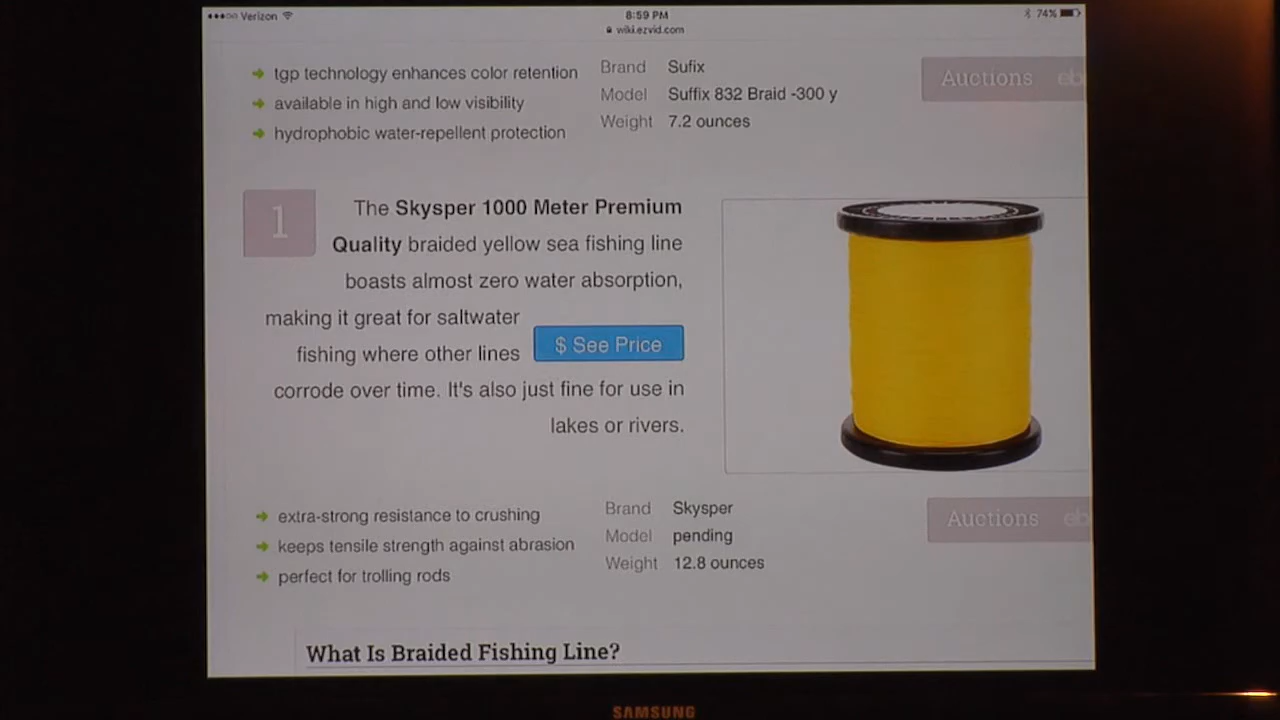 Verizon
8:59 PM
74%
wiki.ezvid.com
tgp technology enhances color retention
available in high and low visibility
hydrophobic water-repellent protection
Brand Sufix
Model Suffix 832 Braid -300 y
Weight 7.2 ounces
Auctions eb
1
The Skysper 1000 Meter Premium
Quality braided yellow sea fishing line
boasts almost zero water absorption,
making it great for saltwater
fishing where other lines
$ See Price
corrode over time. It's also just fine for use in
lakes or rivers.
extra-strong resistance to crushing
keeps tensile strength against abrasion
perfect for trolling rods
Brand Skysper
Model pending
Weight 12.8 ounces
Auctions eb
What Is Braided Fishing Line?
SAMSUNG